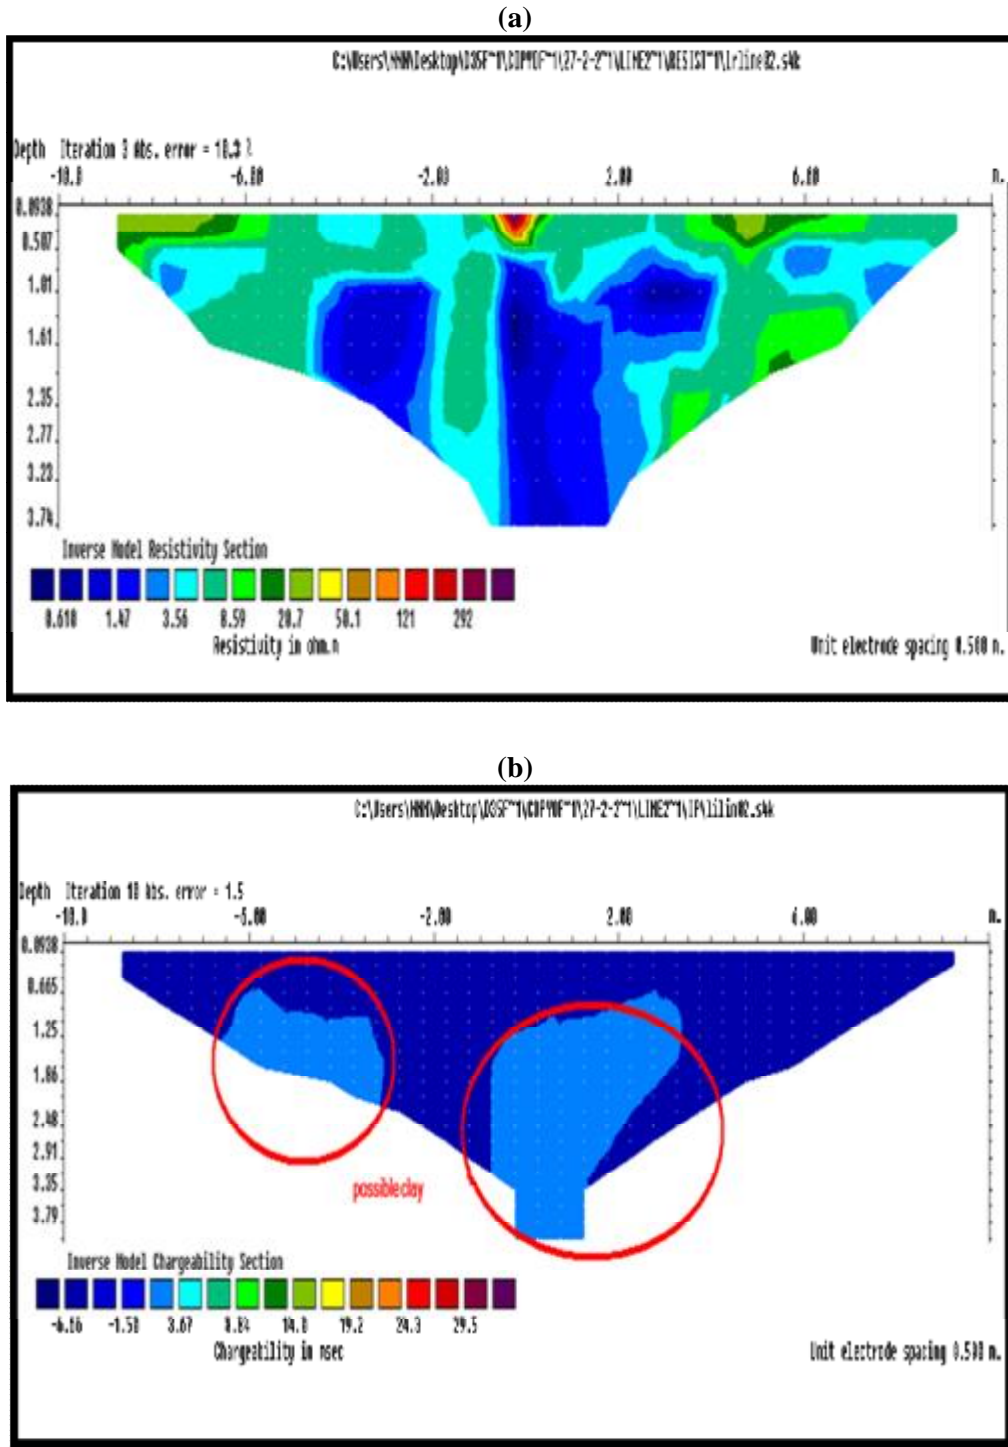 (a)
Depth Iteration 3 Abs. error = 10.3 %
-10.0 -6.00 -2.00 2.00 6.00 m.
0.0938
0.507
1.01
1.61
2.35
2.77
3.23
3.74
Inverse Model Resistivity Section
0.610 1.47 3.56 8.59 20.7 50.1 121 292
Resistivity in ohm.m
Unit electrode spacing 0.500 m.
(b)
Depth Iteration 10 Abs. error = 1.5
-10.0 -2.00 2.00 m.
0.0938
0.665
1.25
1.86
2.48
2.91
3.35
3.79
possible clay
Inverse Model Chargeability Section
-6.66 -1.50 3.67 8.84 14.0 19.2 24.3 29.5
Chargeability in msec
Unit electrode spacing 0.500 m.